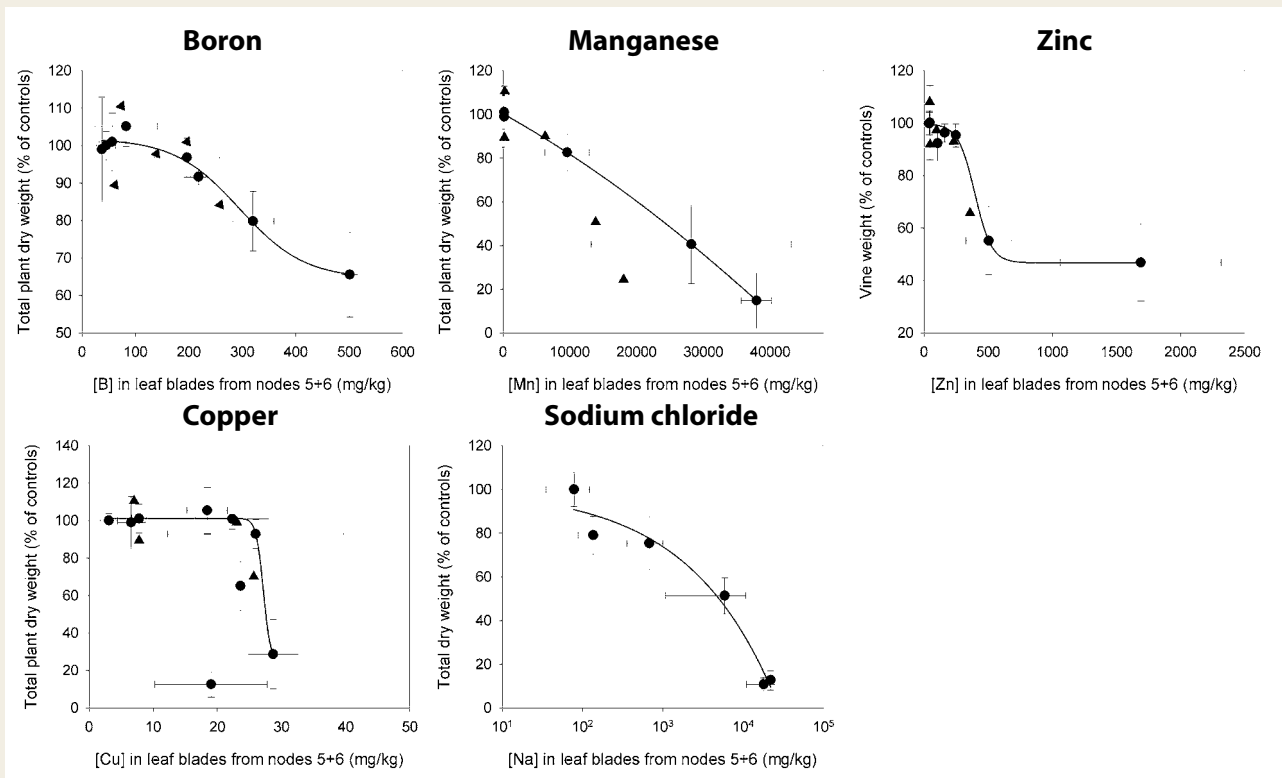 Boron
Total plant dry weight (% of controls)
120
110
100
90
80
70
60
50
0 100 200 300 400 500 600
[B] in leaf blades from nodes 5+6 (mg/kg)
Manganese
Total plant dry weight (% of controls)
120
100
80
60
40
20
0
0 10000 20000 30000 40000
[Mn] in leaf blades from nodes 5+6 (mg/kg)
Zinc
Vine weight (% of controls)
120
100
80
60
40
20
0 500 1000 1500 2000 2500
[Zn] in leaf blades from nodes 5+6 (mg/kg)
Copper
Total plant dry weight (% of controls)
140
120
100
80
60
40
20
0
0 10 20 30 40 50
[Cu] in leaf blades from nodes 5+6 (mg/kg)
Sodium chloride
Total dry weight (% of controls)
120
100
80
60
40
20
0
10¹ 10² 10³ 10⁴ 10⁵
[Na] in leaf blades from nodes 5+6 (mg/kg)